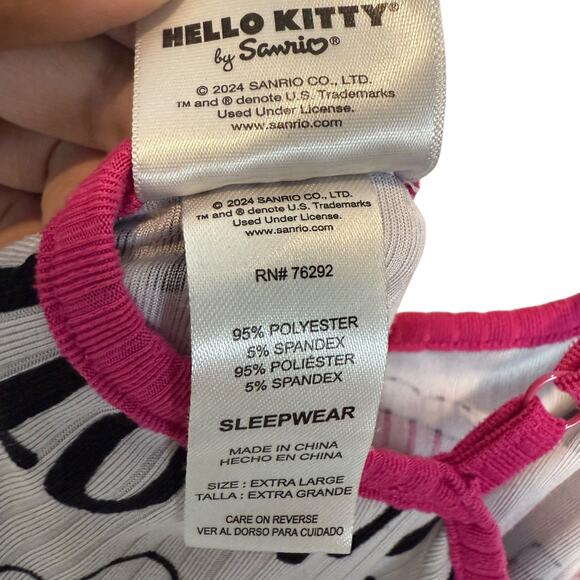 HELLO KITTY®
by Sanrio®
© 2024 SANRIO CO., LTD.
™ and ® denote U.S. Trademarks
Used Under License.
www.sanrio.com
© 2024 SANRIO CO., LTD.
™ and ® denote U.S. Trademarks
Used Under License.
www.sanrio.com
RN# 76292
95% POLYESTER
5% SPANDEX
95% POLIÉSTER
5% SPANDEX
SLEEPWEAR
MADE IN CHINA
HECHO EN CHINA
SIZE : EXTRA LARGE
TALLA : EXTRA GRANDE
CARE ON REVERSE
VER AL DORSO PARA CUIDADO